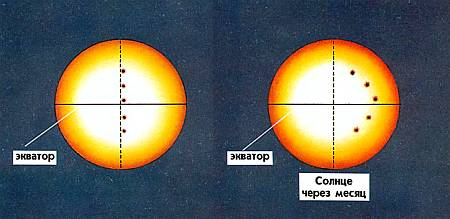 экватор
экватор
Солнце
через месяц